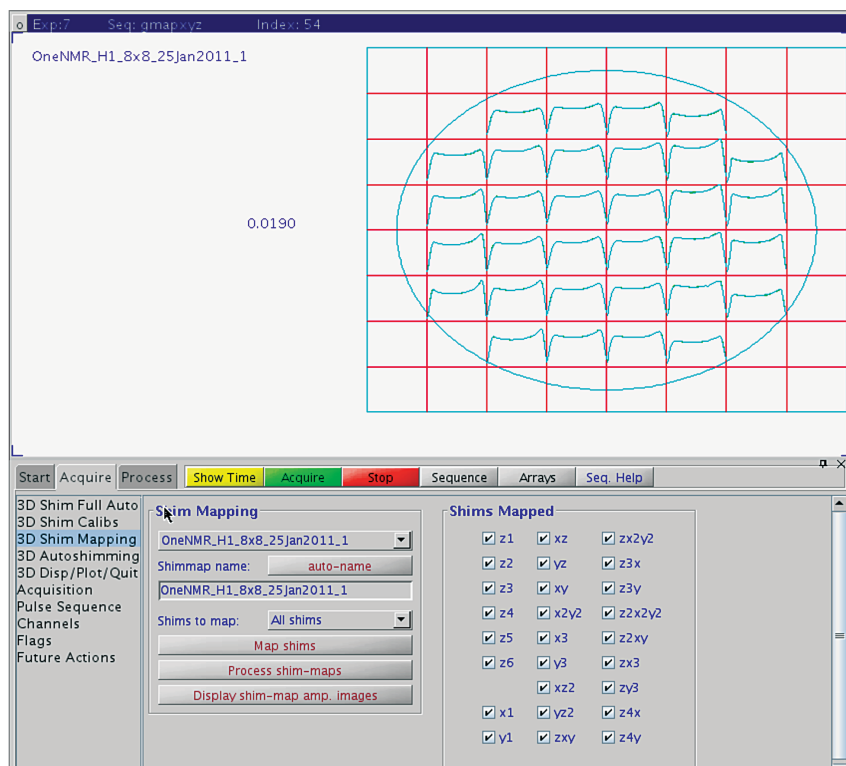 o Exp:7 Seq: gmapxyz Index: 54
OneNMR_H1_8x8_25Jan2011_1
0.0190
Start Acquire Process Show Time Acquire Stop Sequence Arrays Seq. Help
3D Shim Full Auto
3D Shim Calibs
3D Shim Mapping
3D Autoshimming
3D Disp/Plot/Quit
Acquisition
Pulse Sequence
Channels
Flags
Future Actions
Shim Mapping
OneNMR_H1_8x8_25Jan2011_1
Shimmap name: auto-name
OneNMR_H1_8x8_25Jan2011_1
Shims to map: All shims
Map shims
Process shim-maps
Display shim-map amp. images
Shims Mapped
z1 xz zx2y2
z2 yz z3x
z3 xy z3y
z4 x2y2 z2x2y2
z5 x3 z2xy
z6 y3 zx3
xz2 zy3
x1 yz2 z4x
y1 zxy z4y